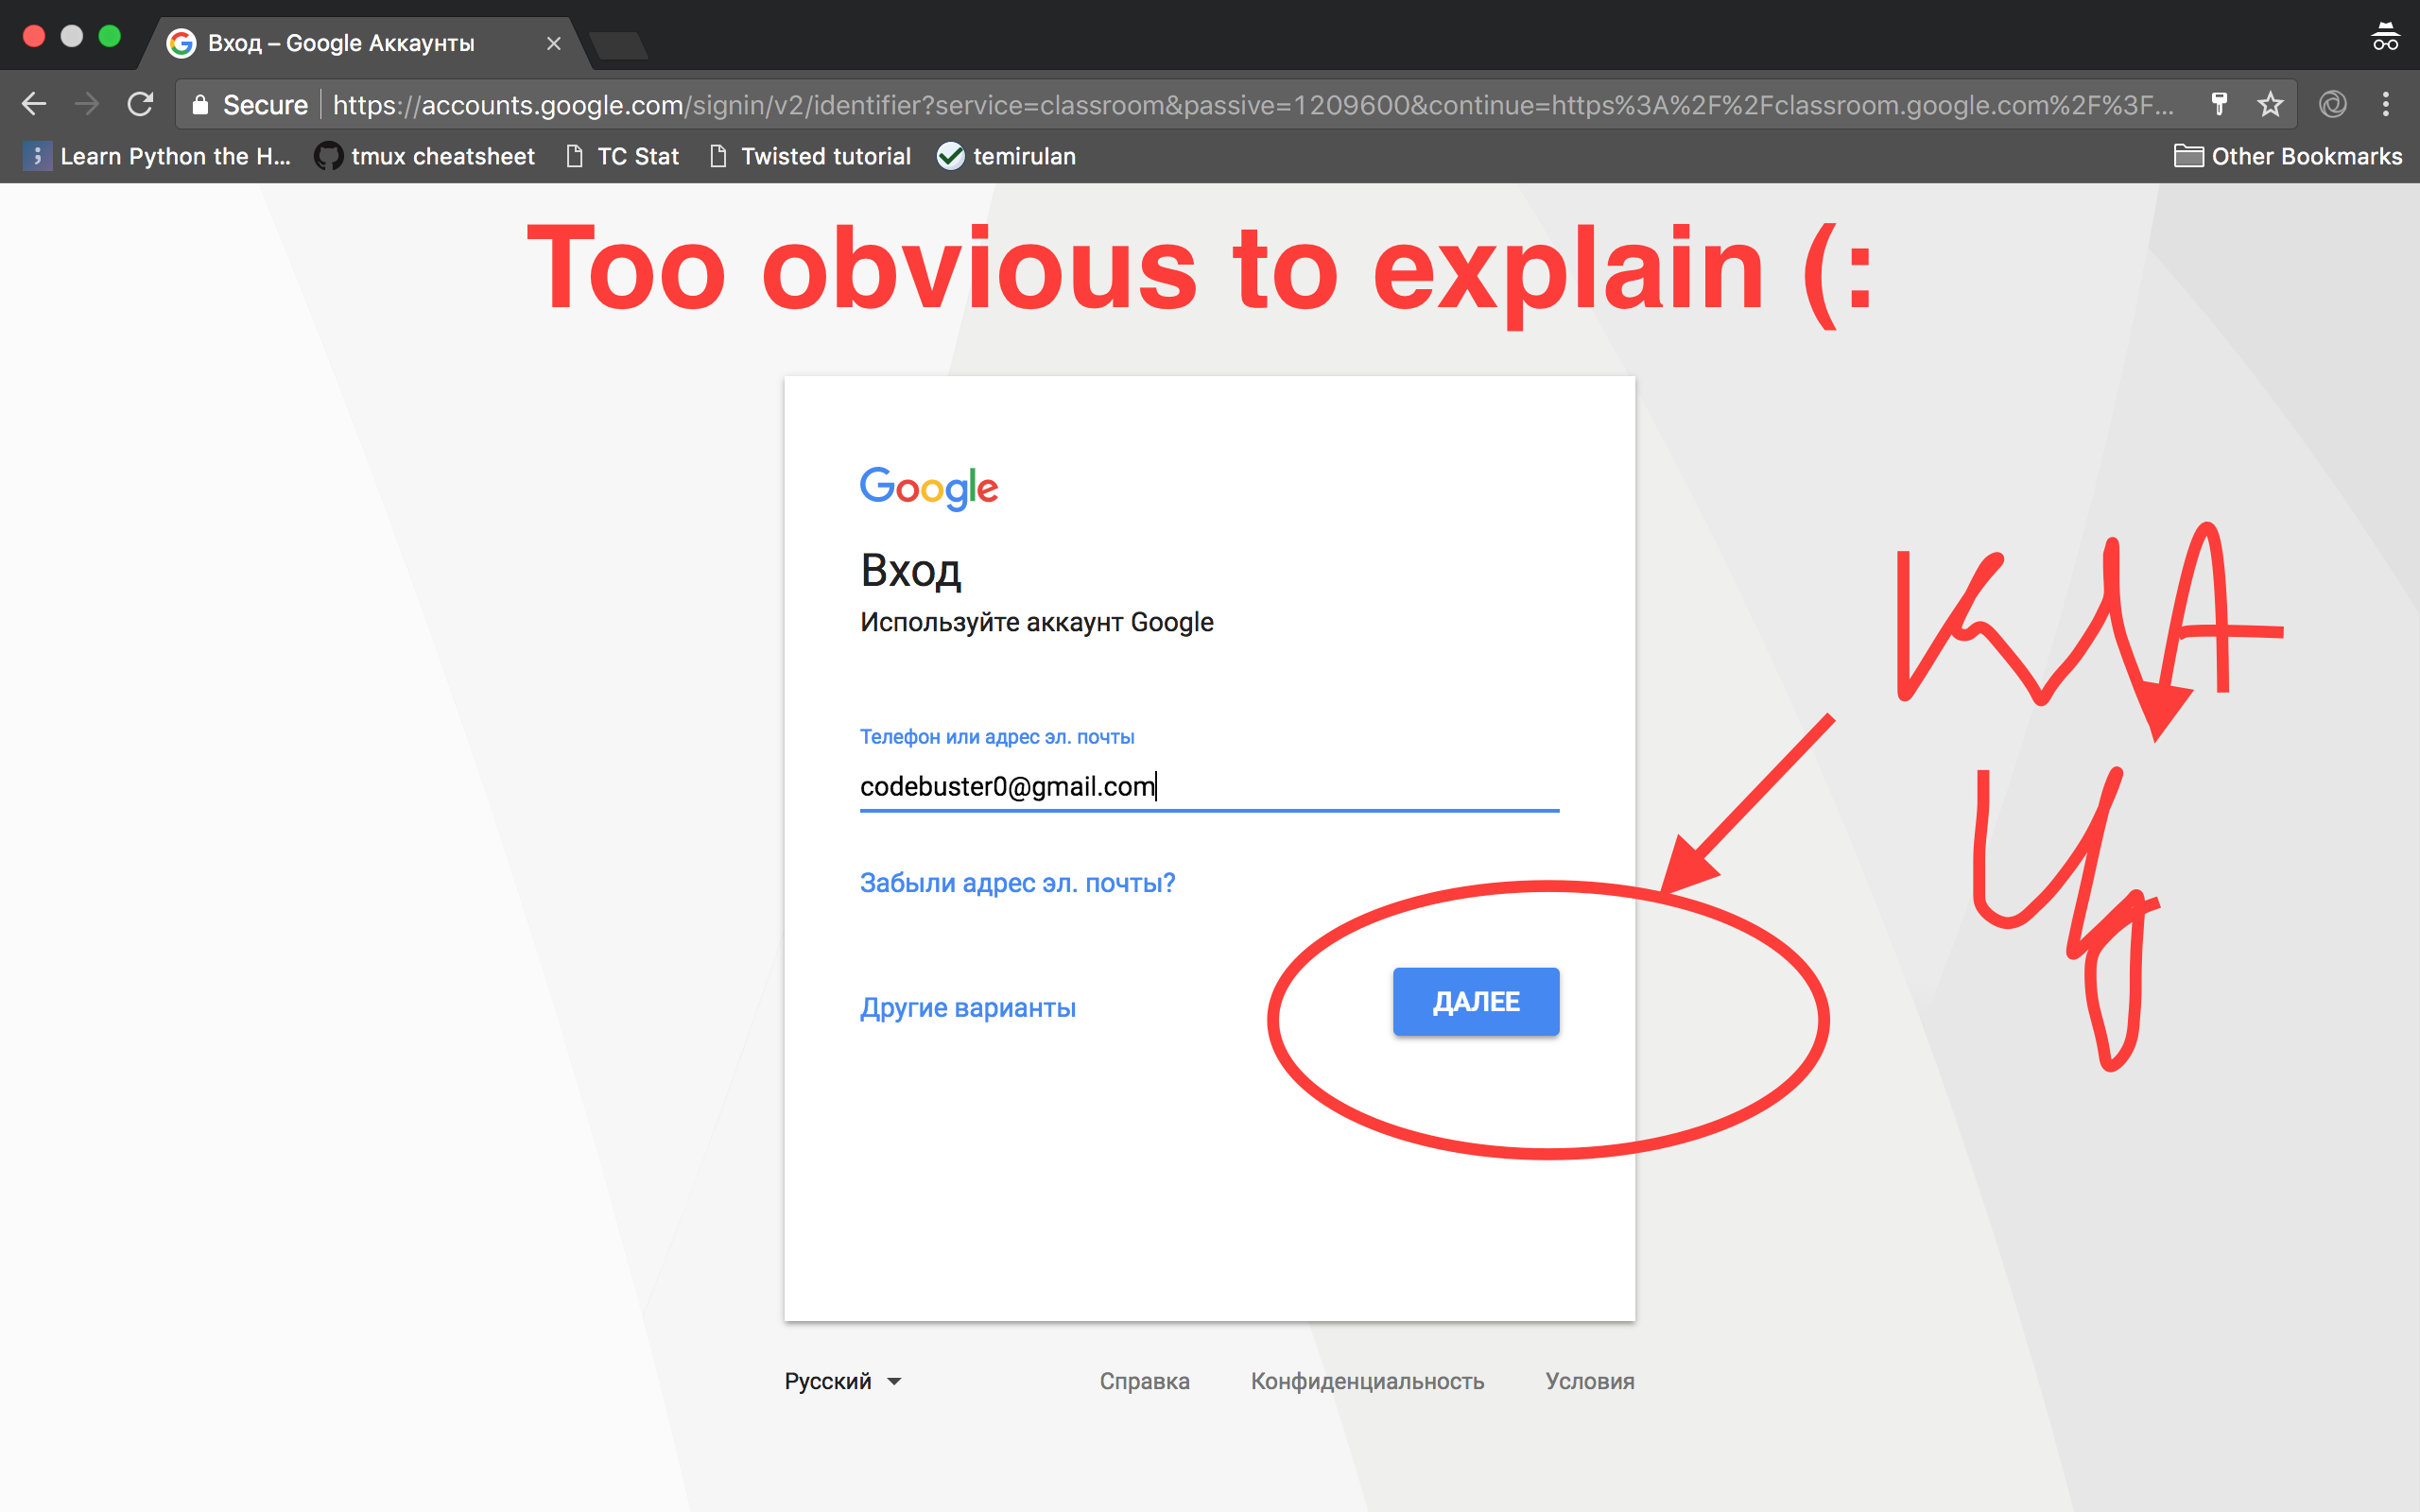 Вход – Google Аккаунты
Secure https://accounts.google.com/signin/v2/identifier?service=classroom&passive=1209600&continue=https%3A%2F%2Fclassroom.google.com%2F%3F...
Learn Python the H... tmux cheatsheet TC Stat Twisted tutorial temirulan Other Bookmarks
Too obvious to explain (:
Google
Вход
Используйте аккаунт Google
Телефон или адрес эл. почты
codebuster0@gmail.com
Забыли адрес эл. почты?
Другие варианты
ДАЛЕЕ
Русский Справка Конфиденциальность Условия